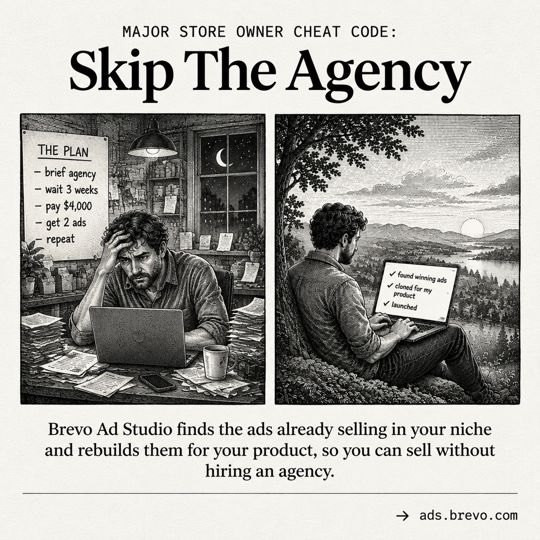 MAJOR STORE OWNER CHEAT CODE:
Skip The Agency
THE PLAN
– brief agency
– wait 3 weeks
– pay $4,000
– get 2 ads
– repeat
✓ found winning ads
✓ cloned for my
product
✓ launched
Brevo Ad Studio finds the ads already selling in your niche
and rebuilds them for your product, so you can sell without
hiring an agency.
→ ads.brevo.com